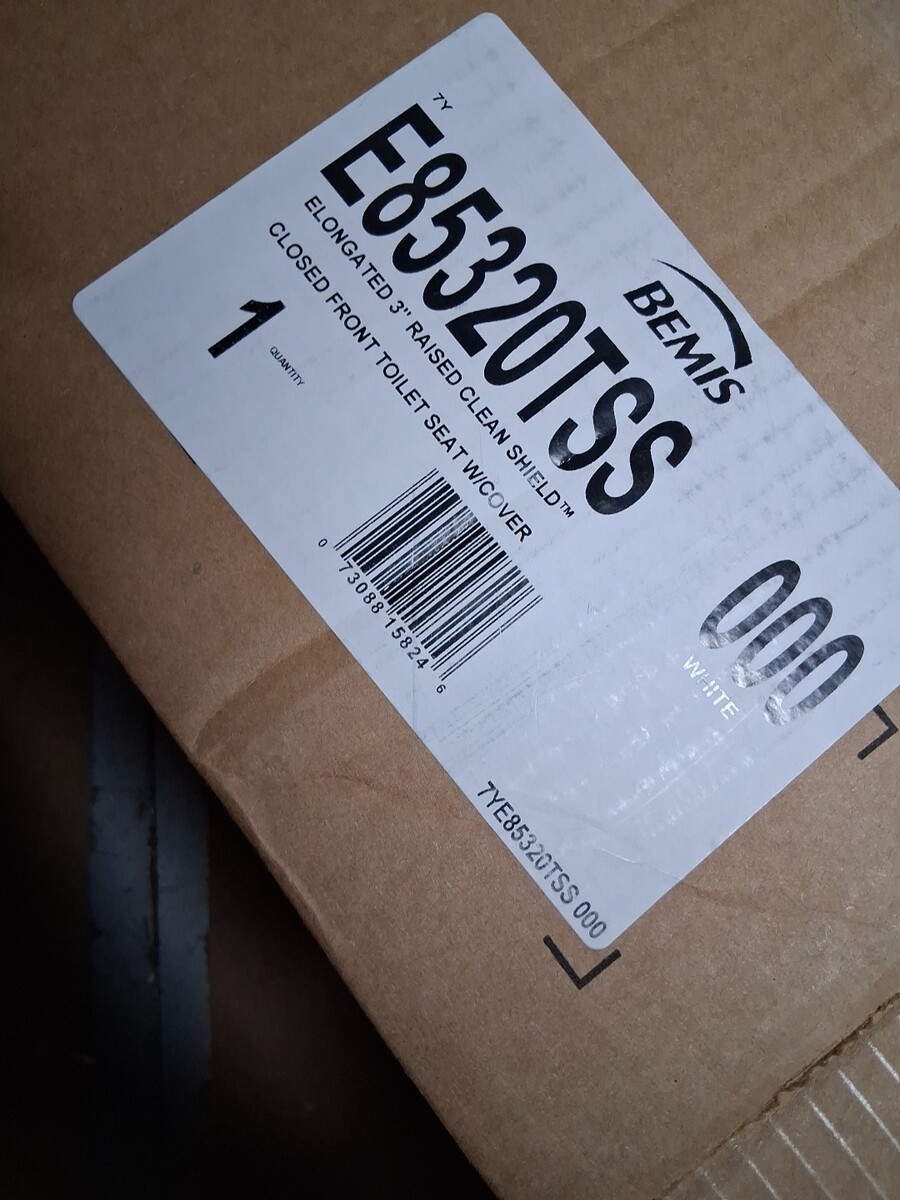 7Y
BEMIS
E85320TSS
ELONGATED 3" RAISED CLEAN SHIELD™
CLOSED FRONT TOILET SEAT W/COVER
1
QUANTITY
000
WHITE
0 73088 15824 6
7YE85320TSS 000